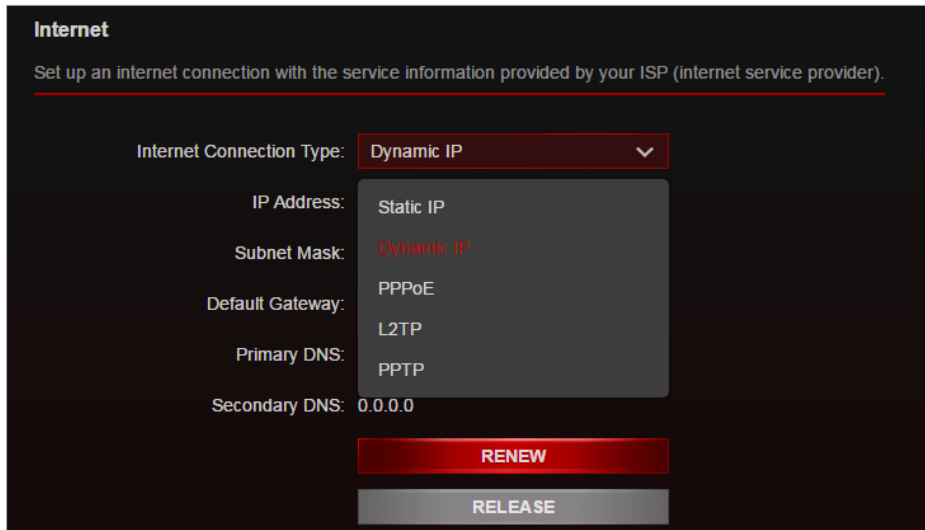 Internet
Set up an internet connection with the service information provided by your ISP (internet service provider).
Internet Connection Type: Dynamic IP
IP Address:
Static IP
Dynamic IP
Subnet Mask:
PPPoE
Default Gateway:
L2TP
Primary DNS:
PPTP
Secondary DNS: 0.0.0.0
RENEW
RELEASE